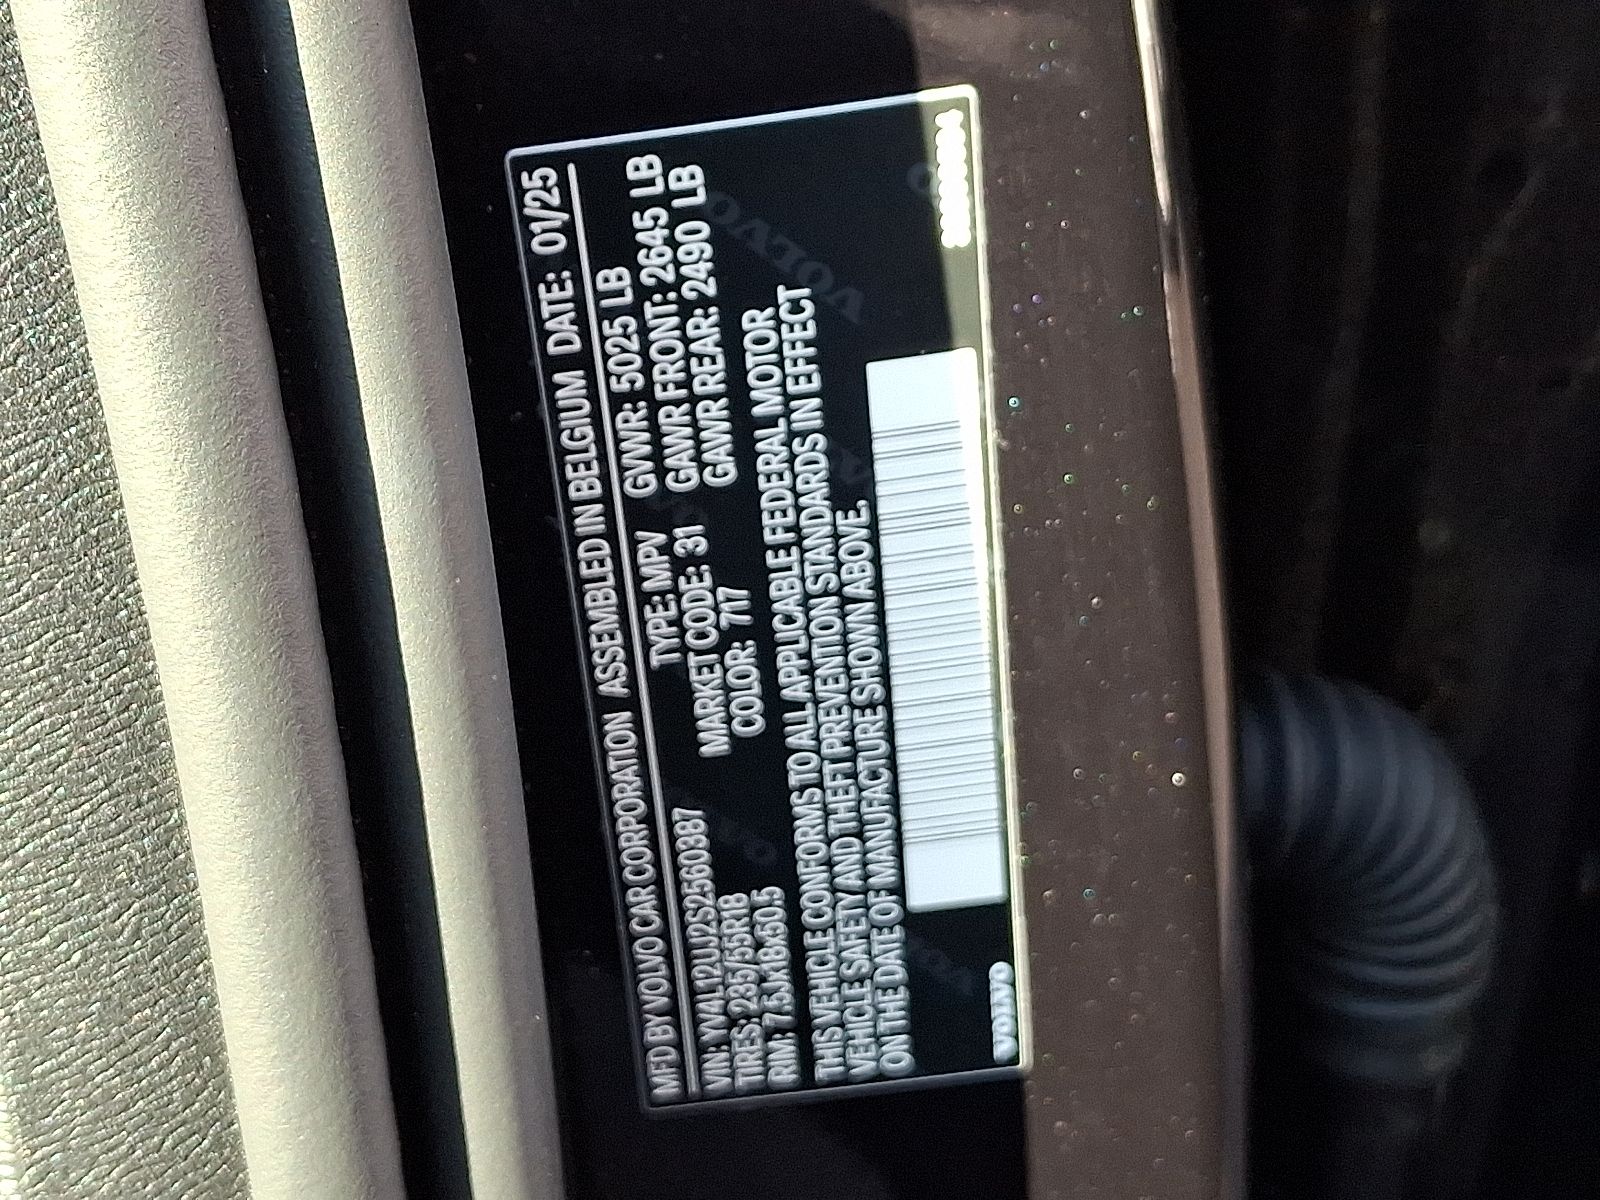 MFD BY VOLVO CAR CORPORATION ASSEMBLED IN BELGIUM DATE: 01/25
VIN: YV4L12UJ2S2560387 TYPE: MPV GVWR: 5025 LB
TIRES: 235/55R18 MARKET CODE: 31 GAWR FRONT: 2645 LB
RIM: 7.5Jx18x50.5 COLOR: 717 GAWR REAR: 2490 LB
THIS VEHICLE CONFORMS TO ALL APPLICABLE FEDERAL MOTOR
VEHICLE SAFETY AND THEFT PREVENTION STANDARDS IN EFFECT
ON THE DATE OF MANUFACTURE SHOWN ABOVE.
VOLVO